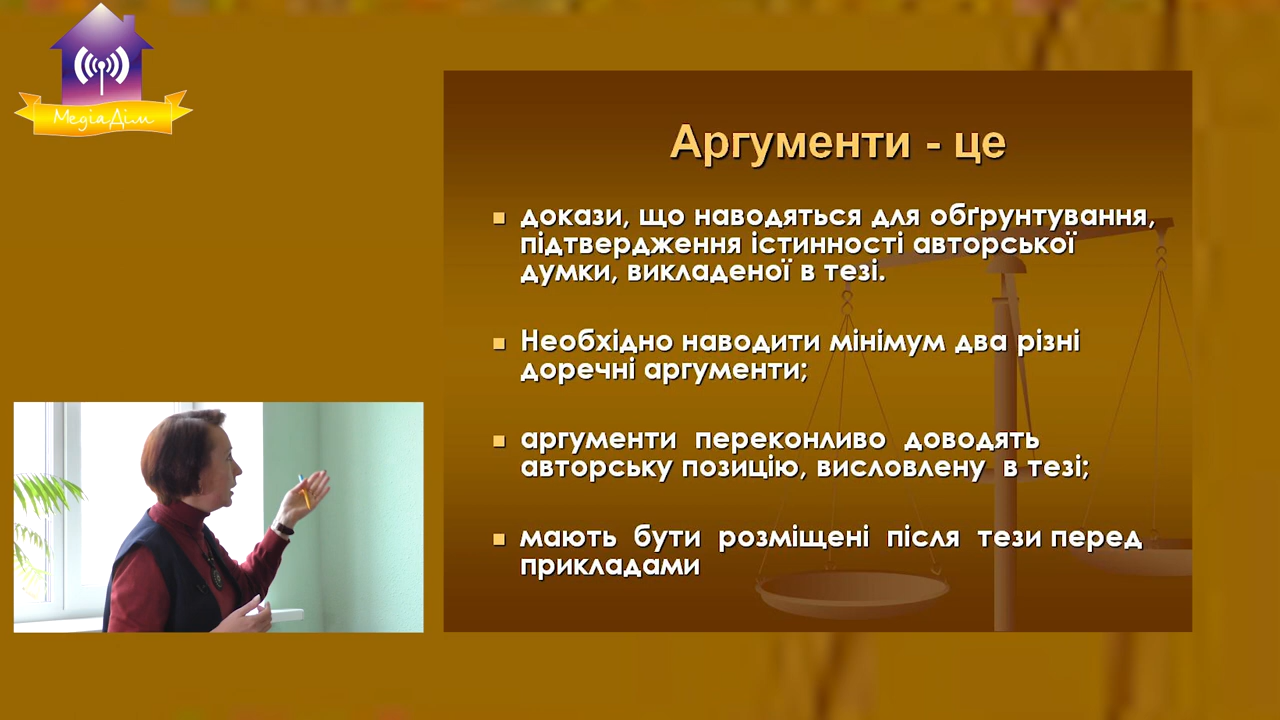 МедіаДім
Аргументи - це
докази, що наводяться для обґрунтування,
підтвердження істинності авторської
думки, викладеної в тезі.
Необхідно наводити мінімум два різні
доречні аргументи;
аргументи переконливо доводять
авторську позицію, висловлену в тезі;
мають бути розміщені після тези перед
прикладами